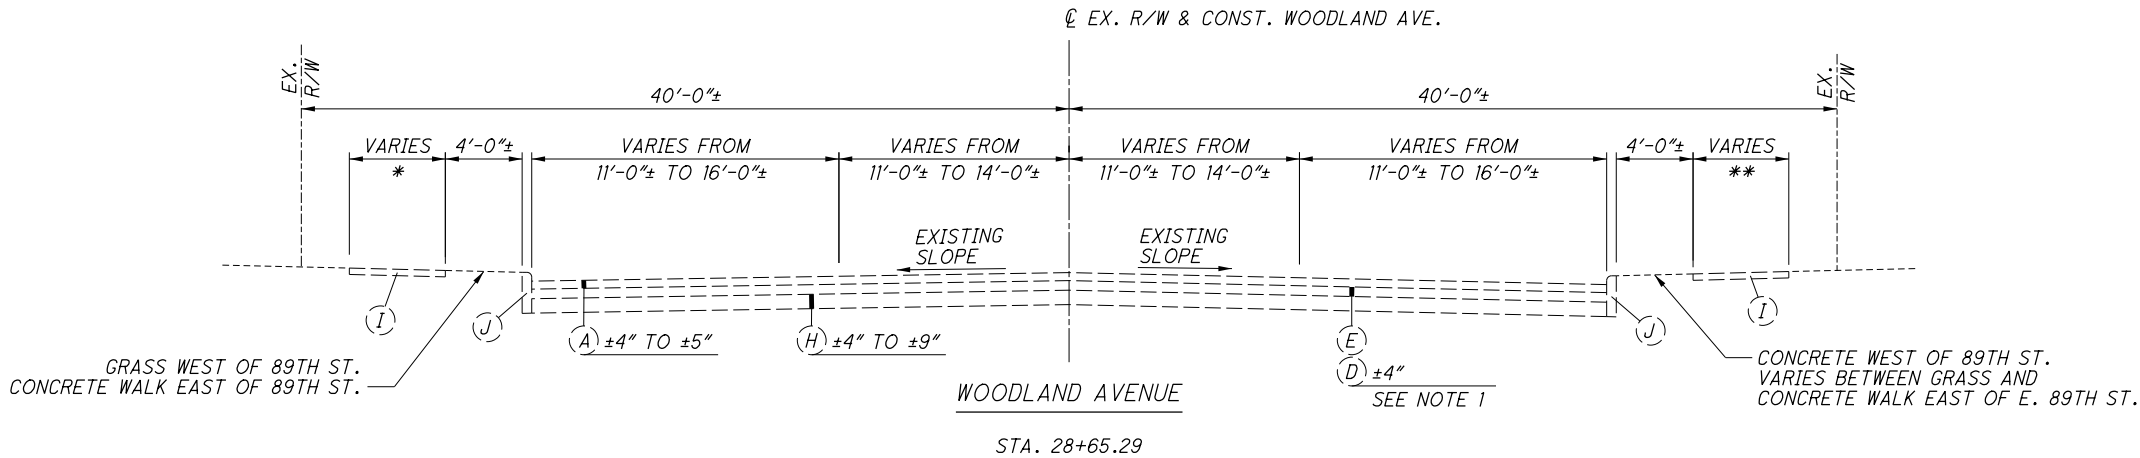 ℄ EX. R/W & CONST. WOODLAND AVE.
EX.
R/W
40'-0"±
40'-0"±
EX.
R/W
VARIES
*
4'-0"±
VARIES FROM
11'-0"± TO 16'-0"±
VARIES FROM
11'-0"± TO 14'-0"±
VARIES FROM
11'-0"± TO 14'-0"±
VARIES FROM
11'-0"± TO 16'-0"±
4'-0"±
VARIES
**
EXISTING
SLOPE
EXISTING
SLOPE
I
J
A ±4" TO ±5"
H ±4" TO ±9"
E
D ±4"
SEE NOTE 1
J
I
GRASS WEST OF 89TH ST.
CONCRETE WALK EAST OF 89TH ST.
CONCRETE WEST OF 89TH ST.
VARIES BETWEEN GRASS AND
CONCRETE WALK EAST OF E. 89TH ST.
WOODLAND AVENUE
STA. 28+65.29